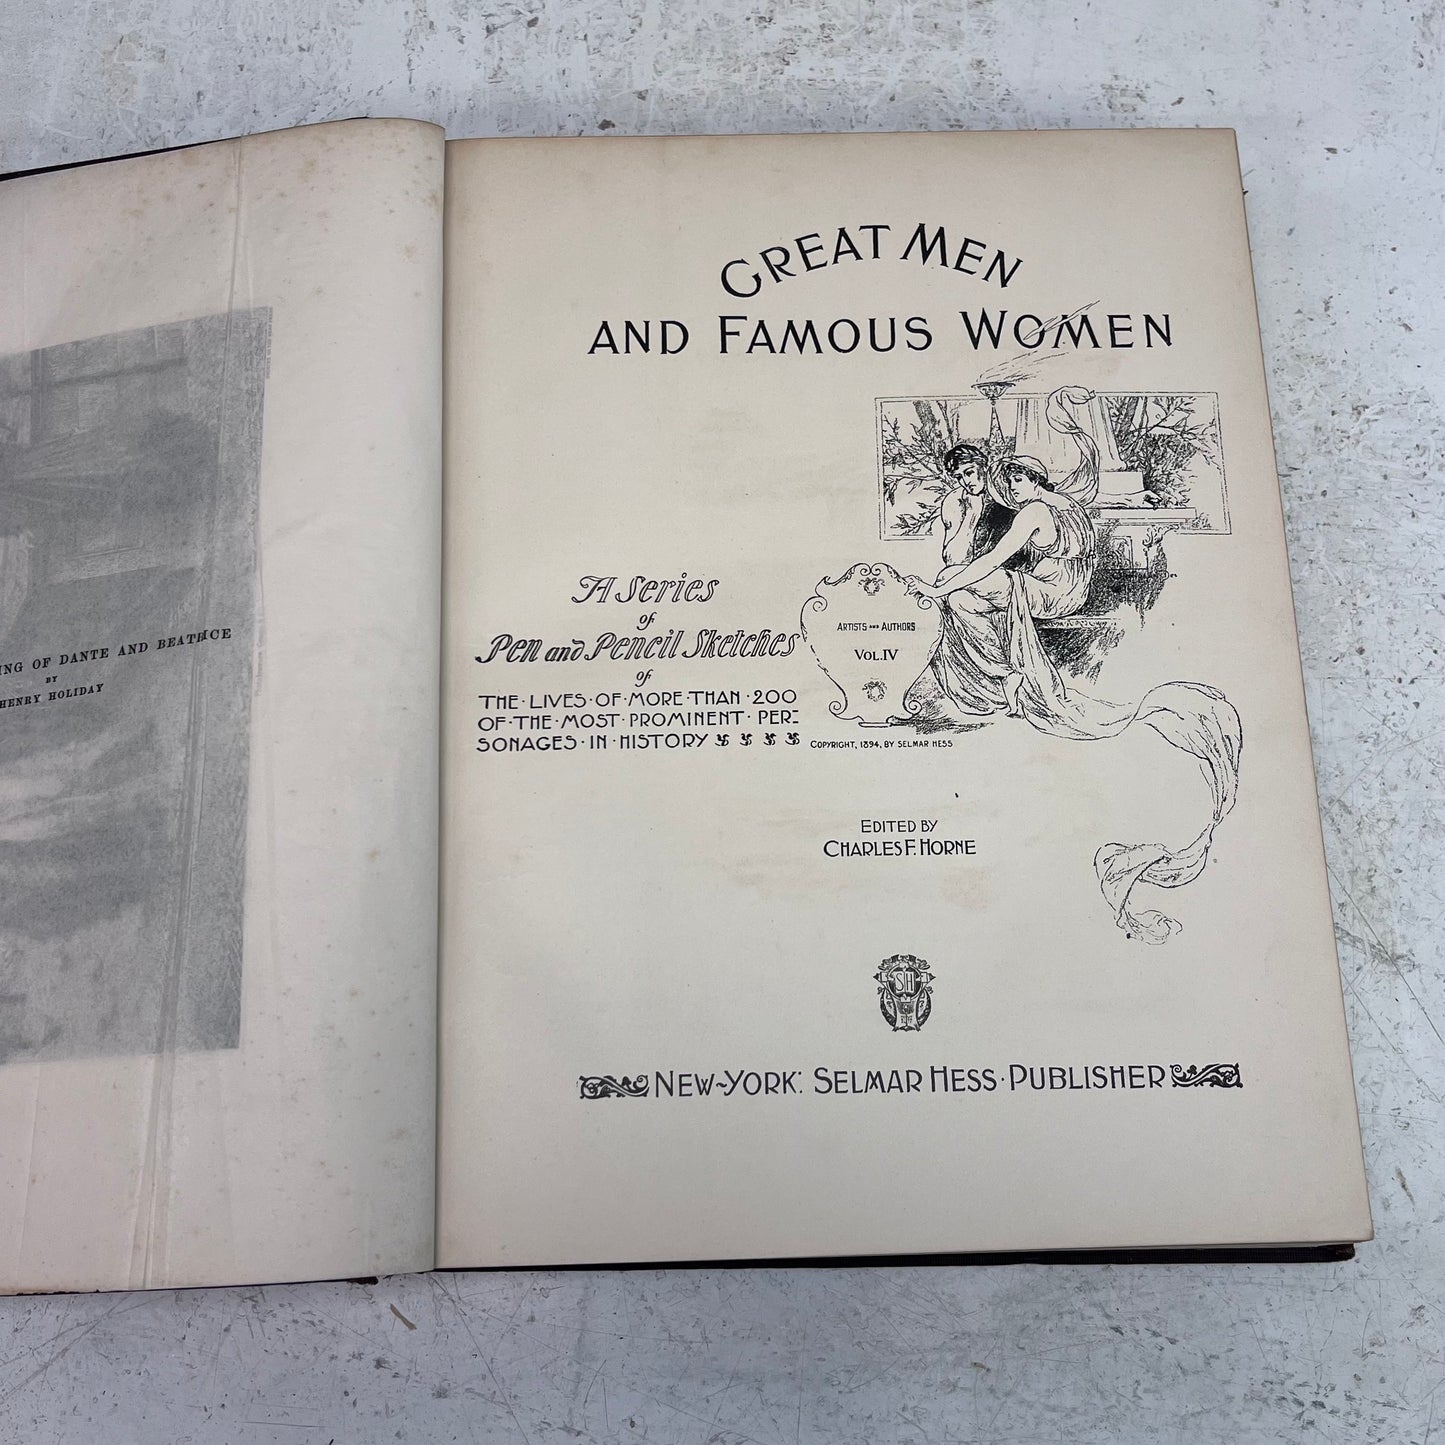 ING OF DANTE AND BEATRICE
BY
HENRY HOLIDAY
GREAT MEN
AND FAMOUS WOMEN
A Series
of
Pen and Pencil Sketches
of
THE·LIVES·OF·MORE·THAN·200
OF·THE·MOST·PROMINENT·PER-
SONAGES·IN·HISTORY
ARTISTS AND AUTHORS
VOL. IV
COPYRIGHT, 1894, BY SELMAR HESS
EDITED BY
CHARLES F. HORNE
SH
NEW-YORK: SELMAR HESS·PUBLISHER